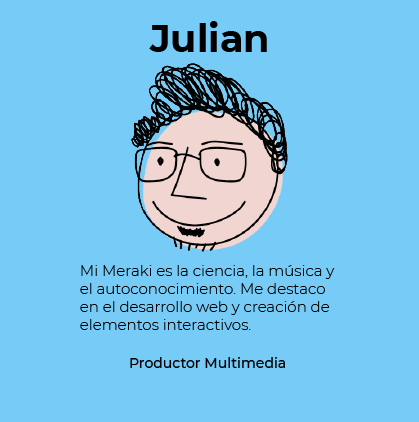 Julian
Mi Meraki es la ciencia, la música y
el autoconocimiento. Me destaco
en el desarrollo web y creación de
elementos interactivos.
Productor Multimedia